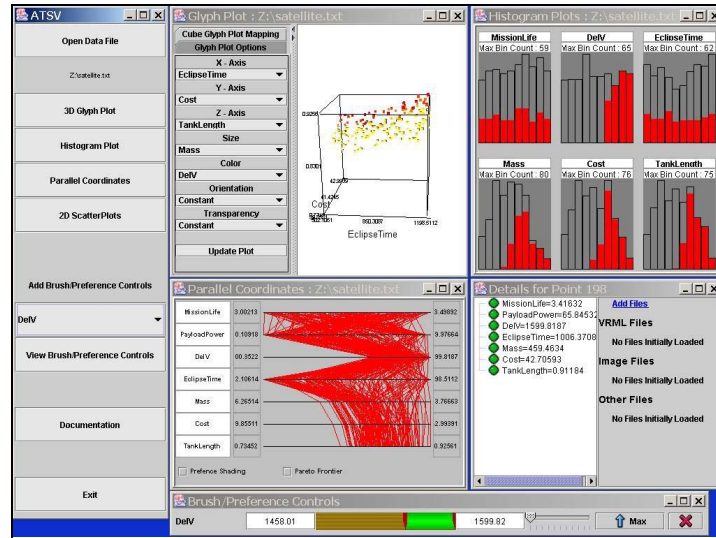 ATSV
Open Data File
Z:\satellite.txt
3D Glyph Plot
Histogram Plot
Parallel Coordinates
2D ScatterPlots
Add Brush/Preference Controls
DelV
View Brush/Preference Controls
Documentation
Exit
Glyph Plot : Z:\satellite.txt
Cube Glyph Plot Mapping
Glyph Plot Options
X - Axis
EclipseTime
Y - Axis
Cost
Z - Axis
TankLength
Size
Mass
Color
DelV
Orientation
Constant
Transparency
Constant
Update Plot
Cost
EclipseTime
1198.5112
Histogram Plots : Z:\satellite.txt
MissionLife
Max Bin Count : 59
DelV
Max Bin Count : 65
EclipseTime
Max Bin Count : 62
Mass
Max Bin Count : 80
Cost
Max Bin Count : 76
TankLength
Max Bin Count : 75
Parallel Coordinates : Z:\satellite.txt
MissionLife 3.00213 3.49892
PayloadPower 0.10918 9.97664
DelV 00.3522 99.8187
EclipseTime 2.10614 98.5112
Mass 6.26514 3.76663
Cost 9.85511 2.99391
TankLength 0.73452 0.92561
Prefence Shading
Pareto Frontier
Details for Point 198
MissionLife=3.41632
PayloadPower=65.84532
DelV=1599.8187
EclipseTime=1006.3708
Mass=459.4634
Cost=42.70593
TankLength=0.91184
Add Files
VRML Files
No Files Initially Loaded
Image Files
No Files Initially Loaded
Other Files
No Files Initially Loaded
Brush/Preference Controls
DelV 1458.01 1599.82 Max